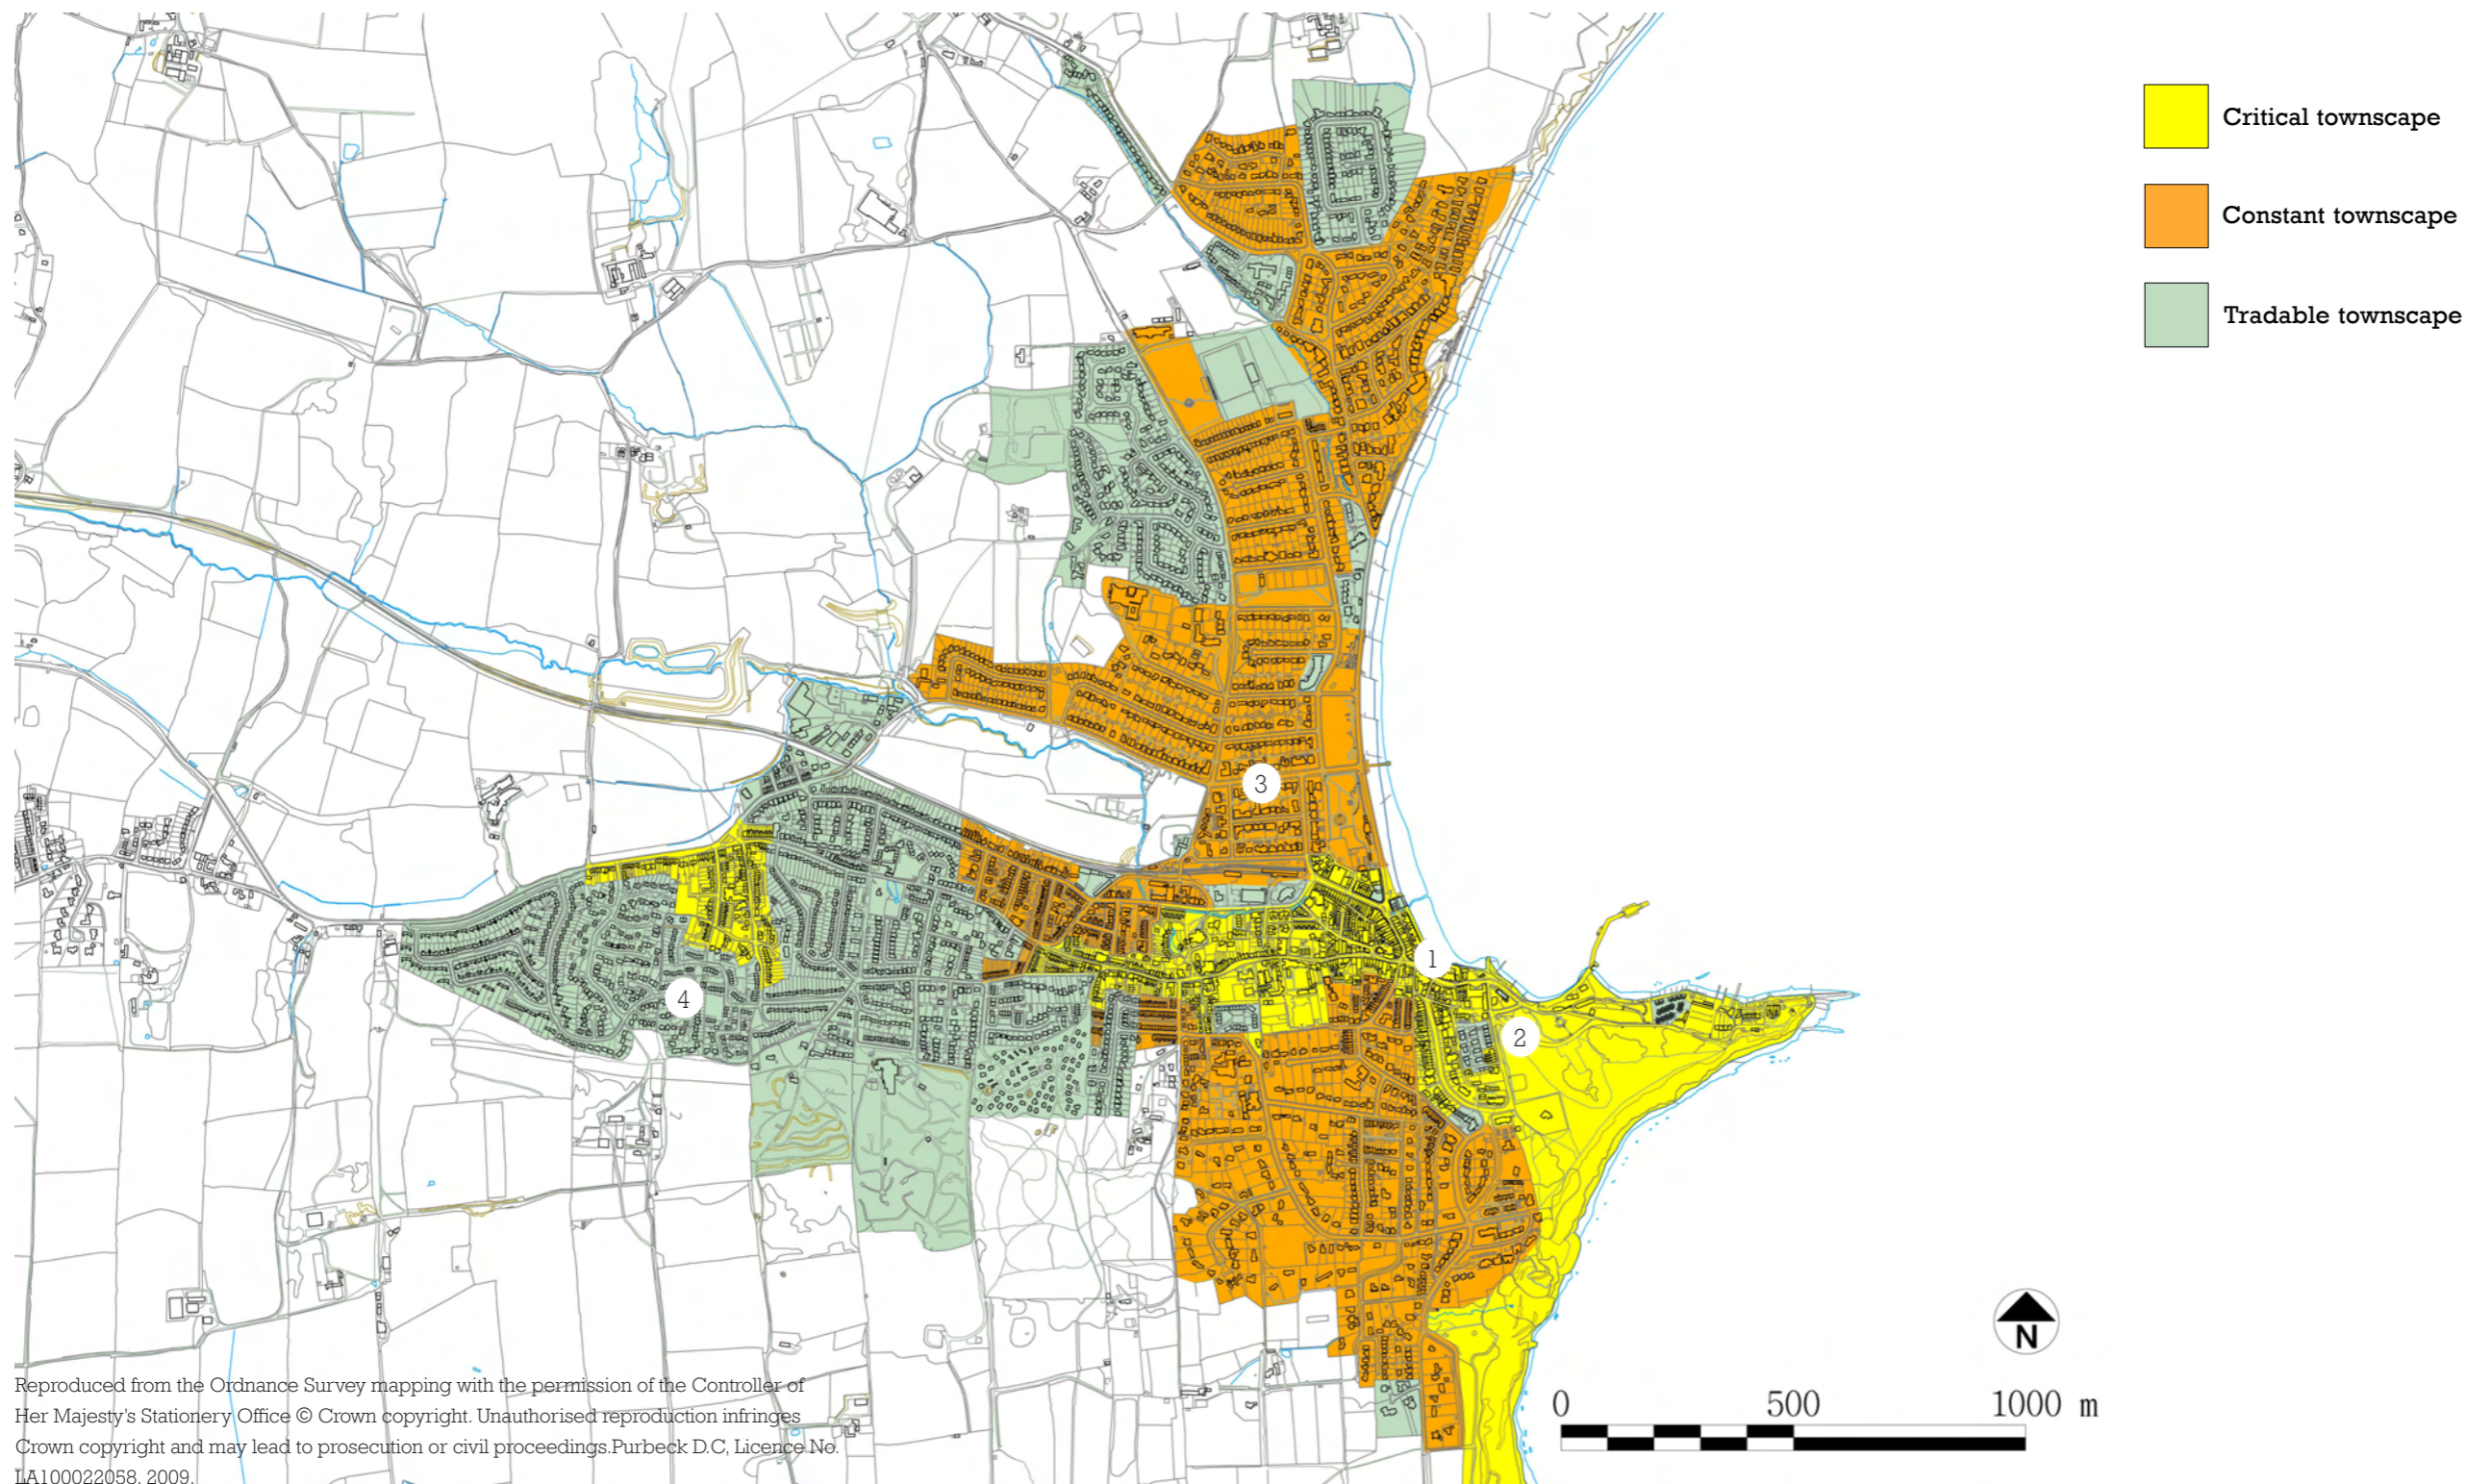 Critical townscape
Constant townscape
Tradable townscape
3
1
4
2
N
0 500 1000 m
Reproduced from the Ordnance Survey mapping with the permission of the Controller of
Her Majesty's Stationery Office © Crown copyright. Unauthorised reproduction infringes
Crown copyright and may lead to prosecution or civil proceedings.Purbeck D.C, Licence No.
LA100022058. 2009.